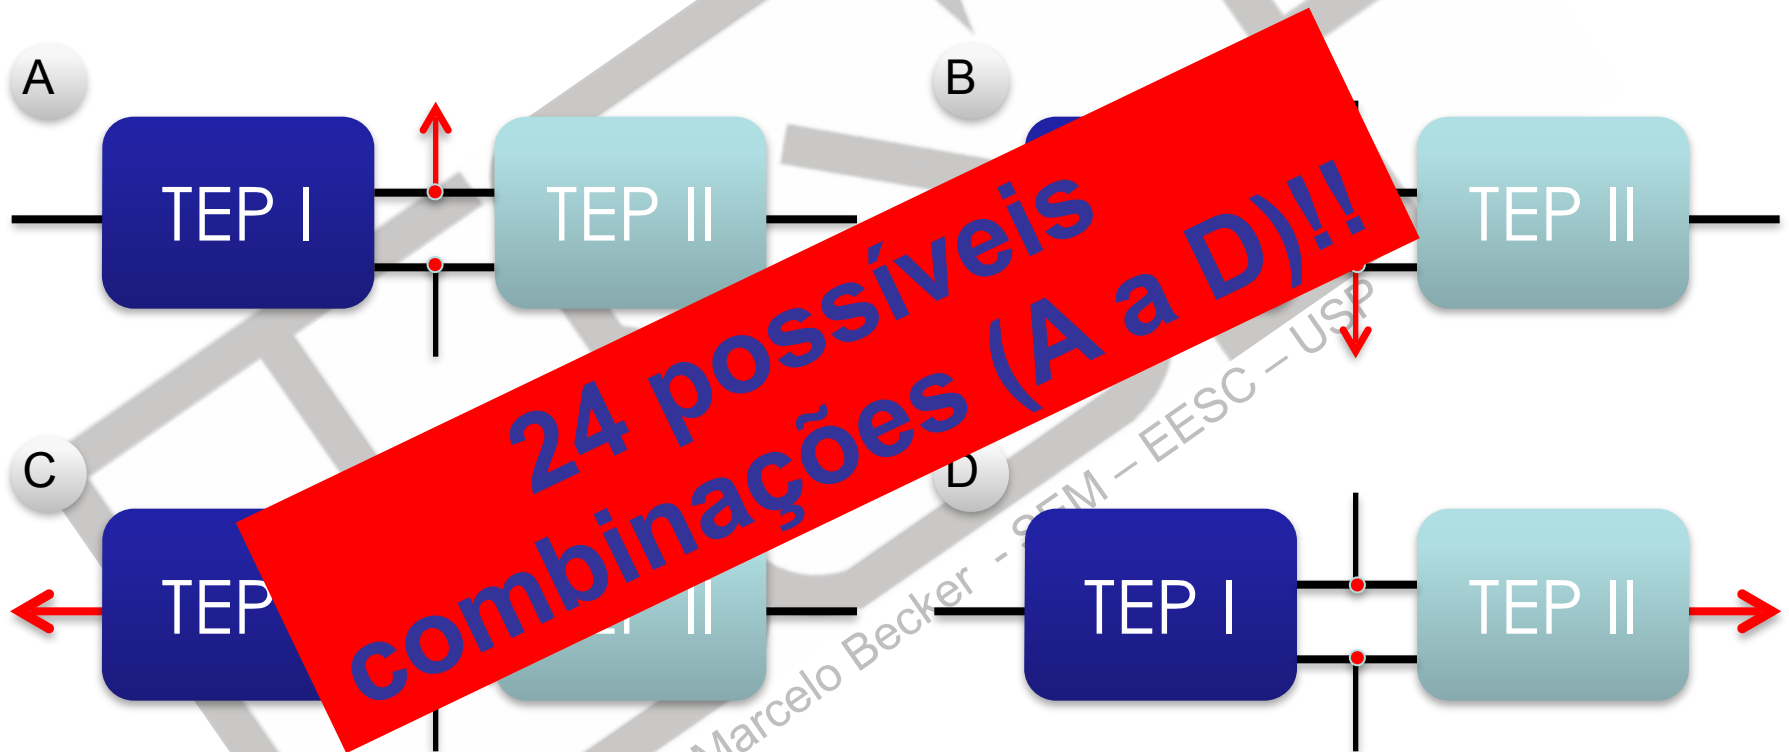 A
B
TEP I
TEP II
TEP II
24 possíveis
combinações (A a D)!!
C
D
TEP
II
TEP I
TEP II
Marcelo Becker - SEM – EESC – USP